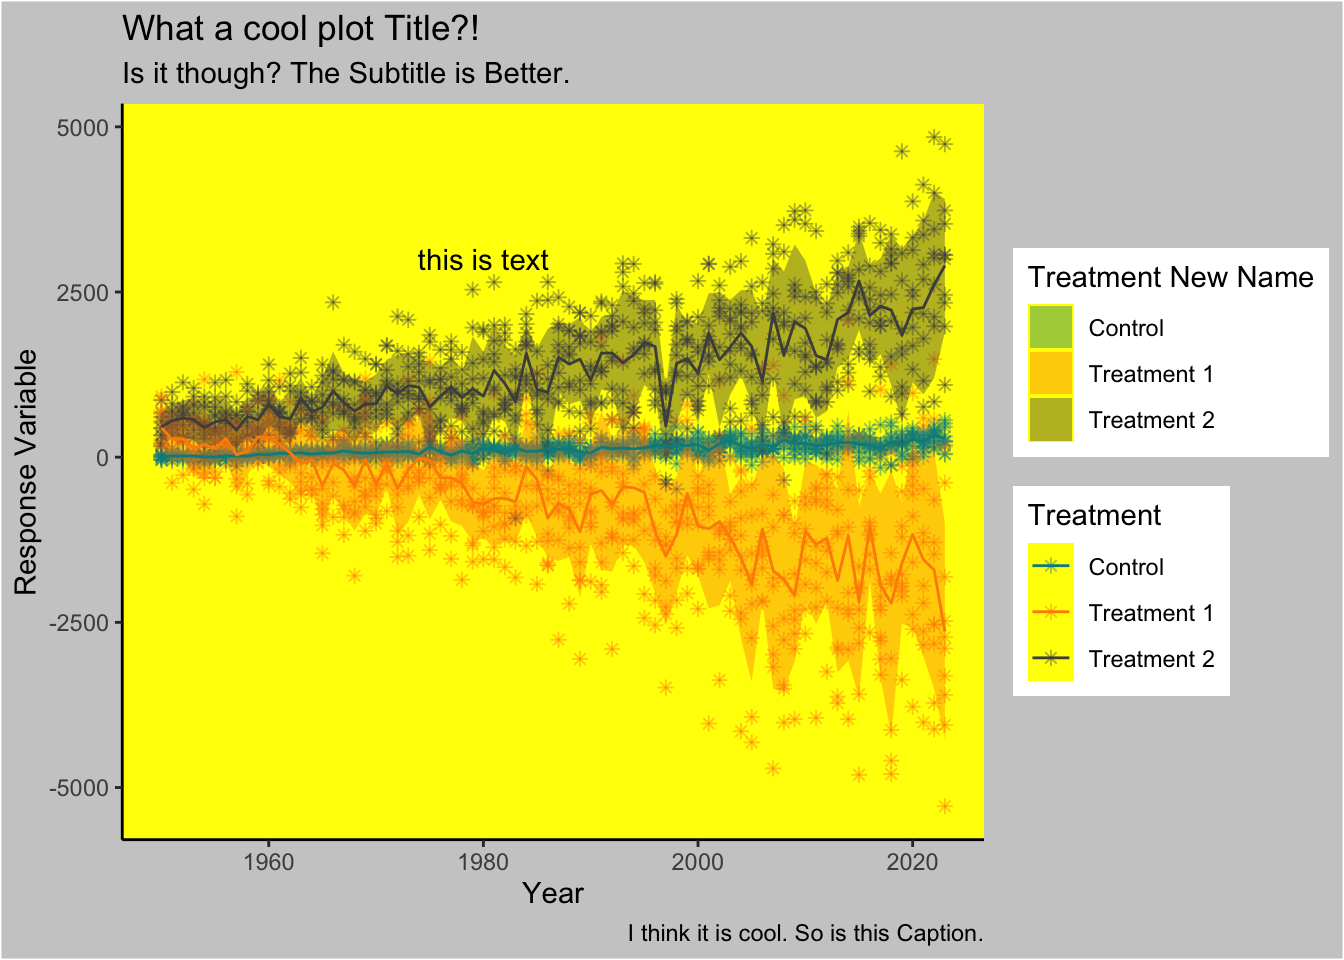 What a cool plot Title?!
Is it though? The Subtitle is Better.
5000
2500
0
-2500
-5000
Response Variable
this is text
1960 1980 2000 2020
Year
I think it is cool. So is this Caption.
Treatment New Name
Control
Treatment 1
Treatment 2
Treatment
Control
Treatment 1
Treatment 2